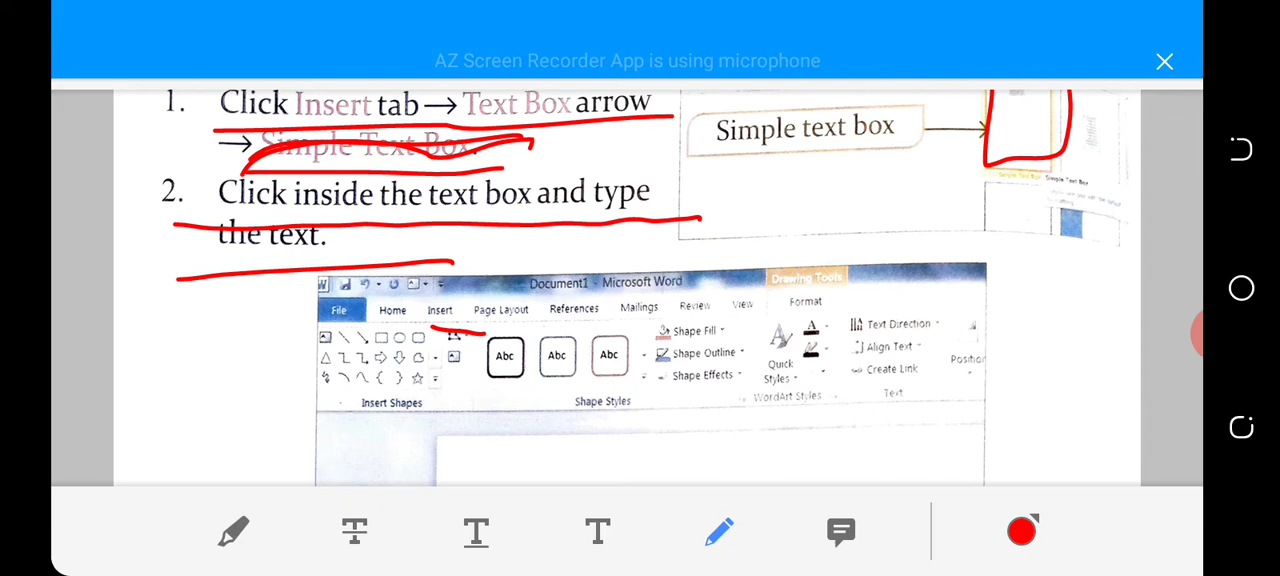 AZ Screen Recorder App is using microphone
1. Click Insert tab → Text Box arrow
→ Simple Text Box.
Simple text box
2. Click inside the text box and type
the text.
Simple Text Box
Document1 - Microsoft Word
Drawing Tools
File Home Insert Page Layout References Mailings Review View Format
Abc Abc Abc
Shape Fill
Shape Outline
Shape Effects
Quick
Styles
A
Text Direction
Align Text
Create Link
Position
Insert Shapes
Shape Styles
WordArt Styles
Text